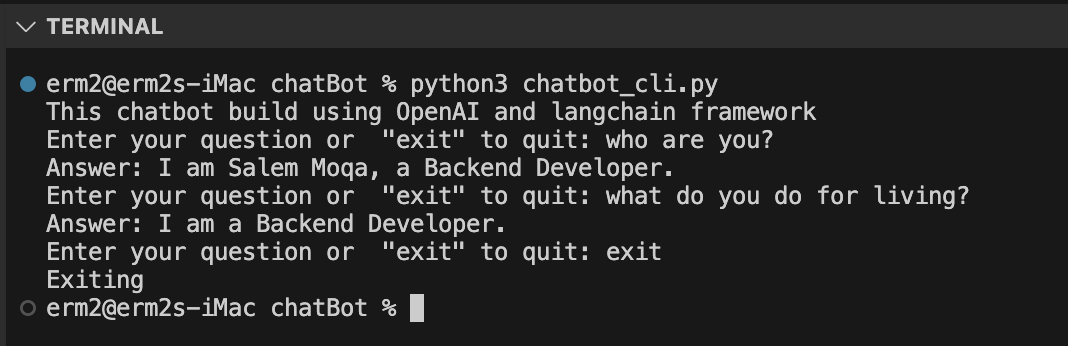 TERMINAL
erm2@erm2s-iMac chatBot % python3 chatbot_cli.py
This chatbot build using OpenAI and langchain framework
Enter your question or  "exit" to quit: who are you?
Answer: I am Salem Moqa, a Backend Developer.
Enter your question or  "exit" to quit: what do you do for living?
Answer: I am a Backend Developer.
Enter your question or  "exit" to quit: exit
Exiting
erm2@erm2s-iMac chatBot %